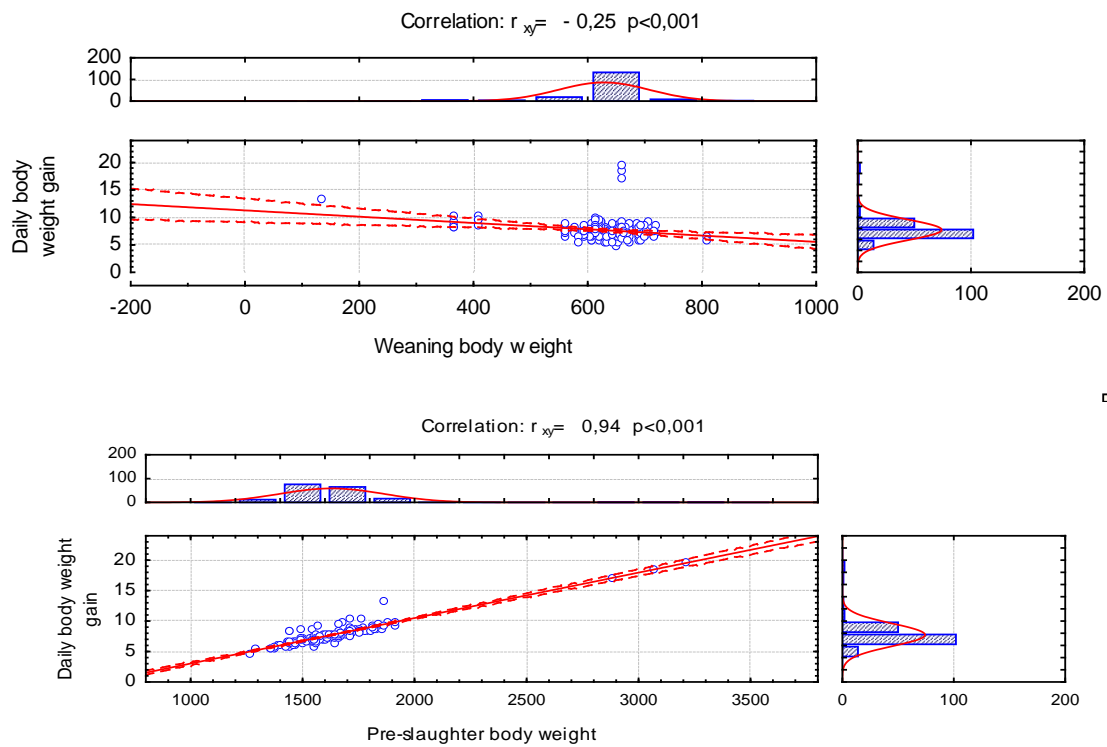 Correlation: r xy= - 0,25 p<0,001
200
100
0
20
15
10
5
0
Daily body
weight gain
-200 0 200 400 600 800 1000
0 100 200
Weaning body weight
Correlation: r xy= 0,94 p<0,001
200
100
0
20
15
10
5
0
Daily body weight
gain
1000 1500 2000 2500 3000 3500
0 100 200
Pre-slaughter body weight